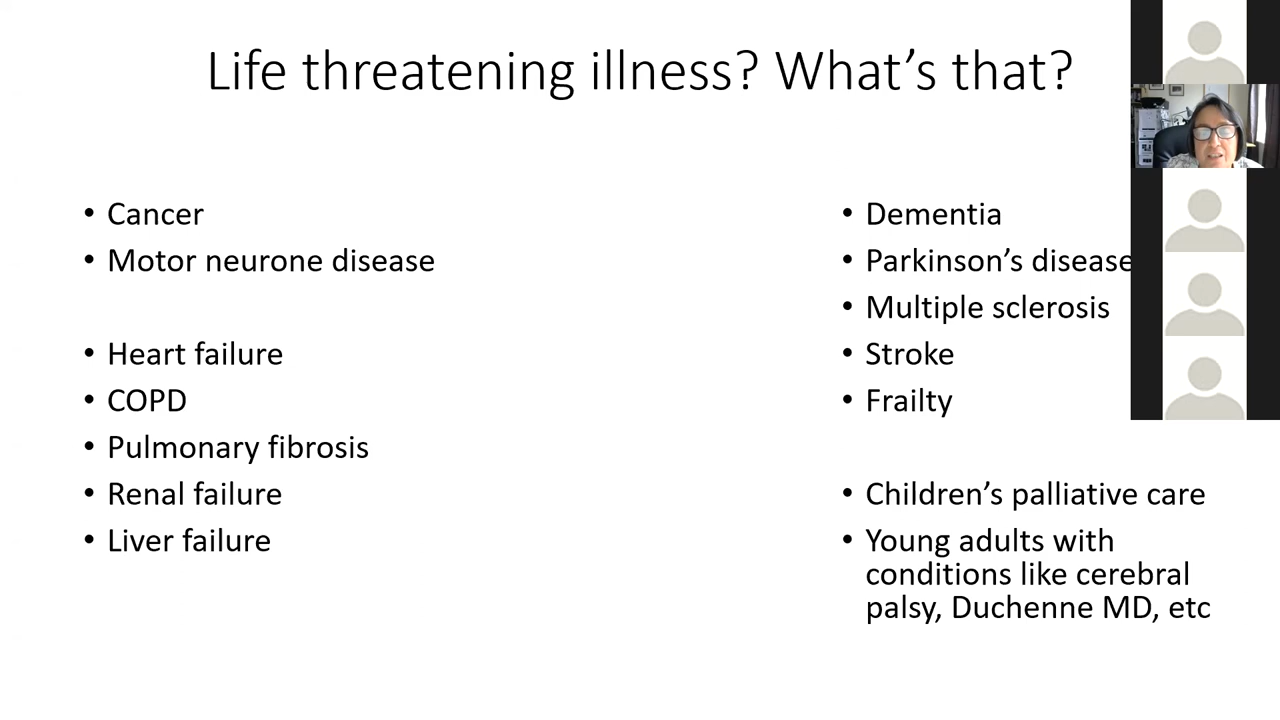 Life threatening illness? What’s that?
• Cancer
• Motor neurone disease
• Heart failure
• COPD
• Pulmonary fibrosis
• Renal failure
• Liver failure
• Dementia
• Parkinson’s disease
• Multiple sclerosis
• Stroke
• Frailty
• Children’s palliative care
• Young adults with
conditions like cerebral
palsy, Duchenne MD, etc